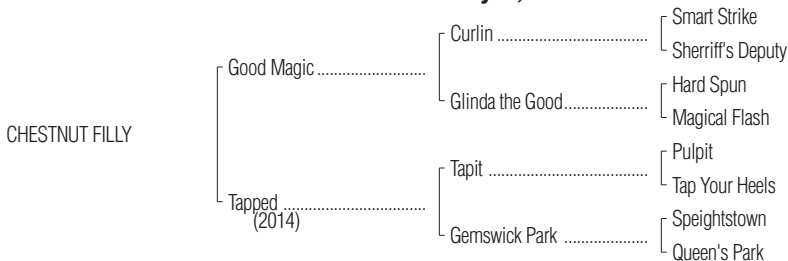 Smart Strike
Curlin ........................................
Sherriff's Deputy
Good Magic ............................
Hard Spun
Glinda the Good......................
Magical Flash
CHESTNUT FILLY
Pulpit
Tapit ..........................................
Tap Your Heels
Tapped .....................................
(2014)
Speightstown
Gemswick Park ......................
Queen's Park